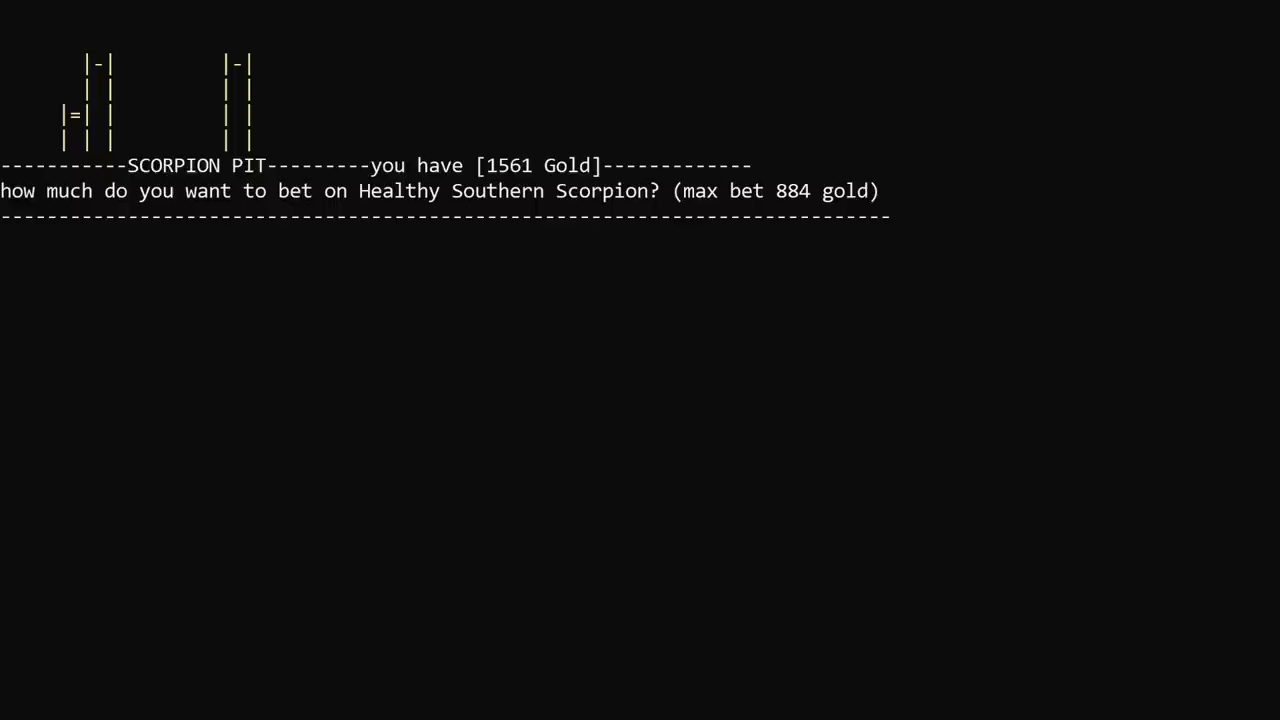 |-| |-|
| | | |
|=| | | |
| | | | |
-----------SCORPION PIT---------you have [1561 Gold]-------------
how much do you want to bet on Healthy Southern Scorpion? (max bet 884 gold)
-----------------------------------------------------------------------------